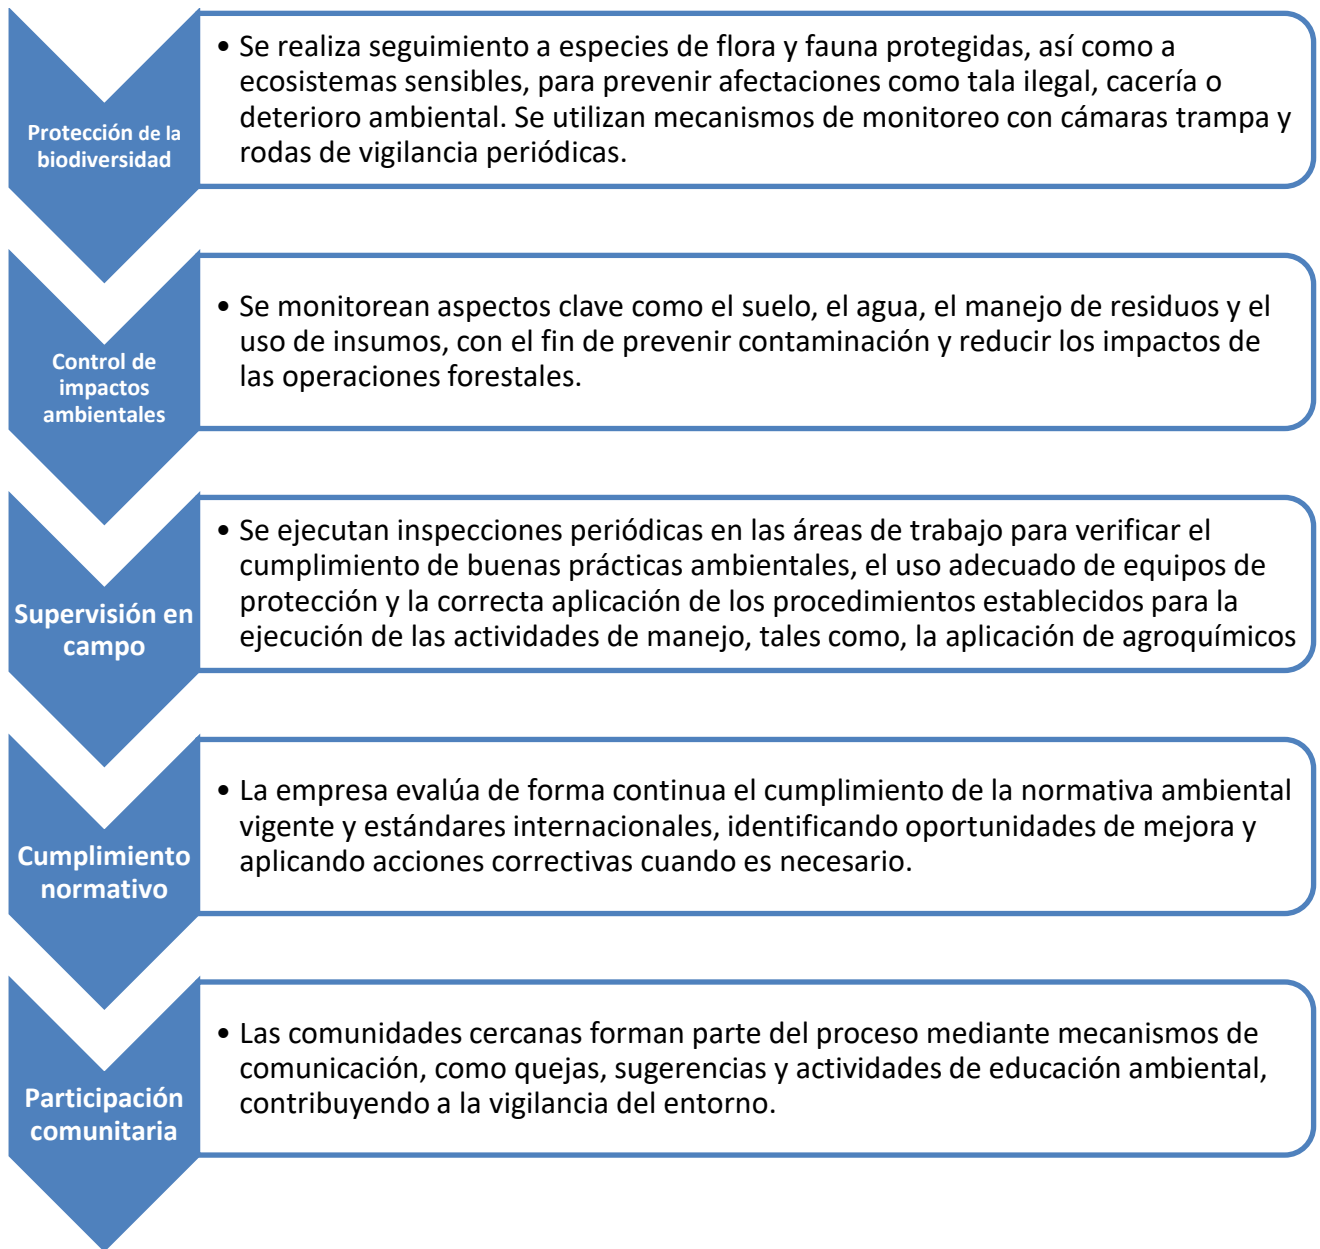 Protección de la
biodiversidad
• Se realiza seguimiento a especies de flora y fauna protegidas, así como a
ecosistemas sensibles, para prevenir afectaciones como tala ilegal, cacería o
deterioro ambiental. Se utilizan mecanismos de monitoreo con cámaras trampa y
rodas de vigilancia periódicas.
Control de
impactos
ambientales
• Se monitorean aspectos clave como el suelo, el agua, el manejo de residuos y el
uso de insumos, con el fin de prevenir contaminación y reducir los impactos de
las operaciones forestales.
Supervisión en
campo
• Se ejecutan inspecciones periódicas en las áreas de trabajo para verificar el
cumplimiento de buenas prácticas ambientales, el uso adecuado de equipos de
protección y la correcta aplicación de los procedimientos establecidos para la
ejecución de las actividades de manejo, tales como, la aplicación de agroquímicos
Cumplimiento
normativo
• La empresa evalúa de forma continua el cumplimiento de la normativa ambiental
vigente y estándares internacionales, identificando oportunidades de mejora y
aplicando acciones correctivas cuando es necesario.
Participación
comunitaria
• Las comunidades cercanas forman parte del proceso mediante mecanismos de
comunicación, como quejas, sugerencias y actividades de educación ambiental,
contribuyendo a la vigilancia del entorno.